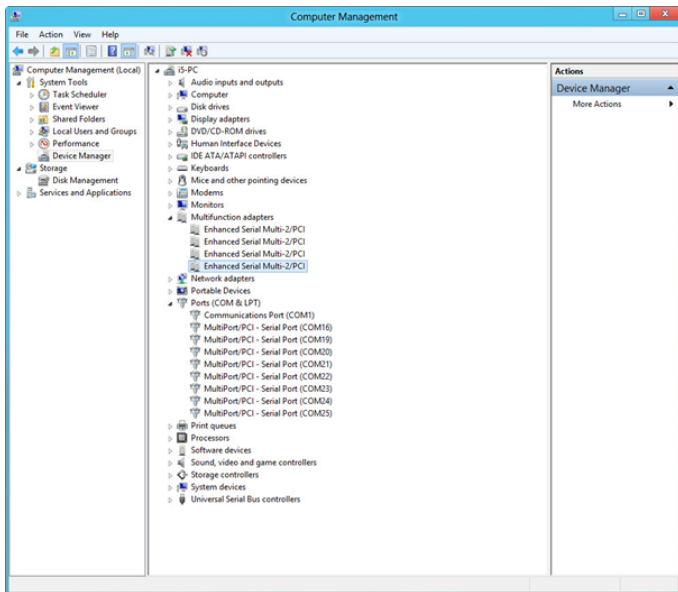 Computer Management
File Action View Help
Computer Management (Local)
System Tools
Task Scheduler
Event Viewer
Shared Folders
Local Users and Groups
Performance
Device Manager
Storage
Disk Management
Services and Applications
i5-PC
Audio inputs and outputs
Computer
Disk drives
Display adapters
DVD/CD-ROM drives
Human Interface Devices
IDE ATA/ATAPI controllers
Keyboards
Mice and other pointing devices
Modems
Monitors
Multifunction adapters
Enhanced Serial Multi-2/PCI
Enhanced Serial Multi-2/PCI
Enhanced Serial Multi-2/PCI
Enhanced Serial Multi-2/PCI
Network adapters
Portable Devices
Ports (COM & LPT)
Communications Port (COM1)
MultiPort/PCI - Serial Port (COM16)
MultiPort/PCI - Serial Port (COM19)
MultiPort/PCI - Serial Port (COM20)
MultiPort/PCI - Serial Port (COM21)
MultiPort/PCI - Serial Port (COM22)
MultiPort/PCI - Serial Port (COM23)
MultiPort/PCI - Serial Port (COM24)
MultiPort/PCI - Serial Port (COM25)
Print queues
Processors
Software devices
Sound, video and game controllers
Storage controllers
System devices
Universal Serial Bus controllers
Actions
Device Manager
More Actions